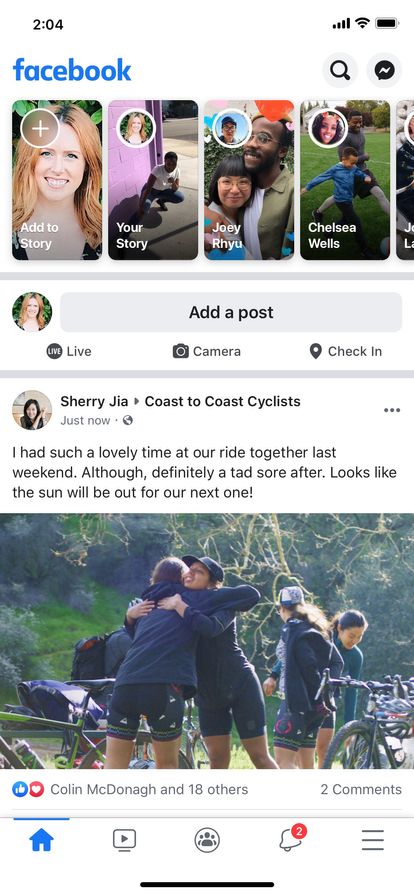 2:04
facebook
Add to
Story
Your
Story
Joey
Rhyu
Chelsea
Wells
Add a post
LIVE Live
Camera
Check In
Sherry Jia Coast to Coast Cyclists
Just now ·
I had such a lovely time at our ride together last
weekend. Although, definitely a tad sore after. Looks like
the sun will be out for our next one!
Colin McDonagh and 18 others
2 Comments
2